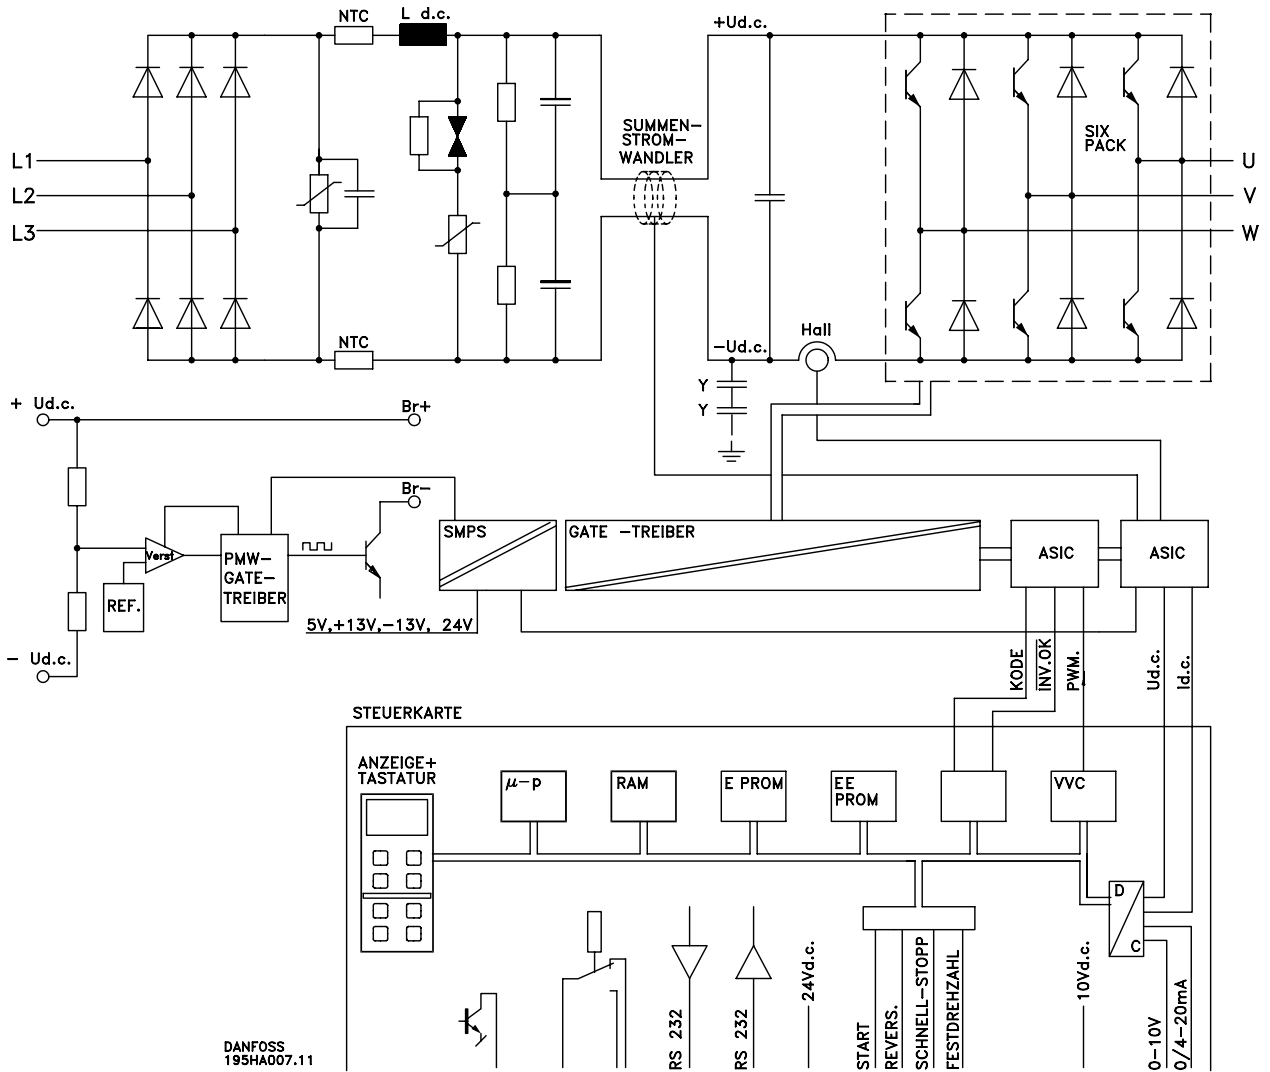 NTC
L d.c.
+Ud.c.
SUMMEN-
STROM-
WANDLER
SIX
PACK
L1
L2
L3
U
V
W
NTC
-Ud.c.
Hall
Y
Y
+ Ud.c.
Br+
Br-
Verst
PMW-
GATE-
TREIBER
REF.
SMPS
GATE -TREIBER
ASIC
ASIC
5V,+13V,-13V, 24V
- Ud.c.
KODE
INV.OK
PWM.
Ud.c.
Id.c.
STEUERKARTE
ANZEIGE+
TASTATUR
μ-p
RAM
E PROM
EE
PROM
VVC
D
C
RS 232
RS 232
24Vd.c.
START
REVERS.
SCHNELL-STOPP
FESTDREHZAHL
10Vd.c.
0-10V
0/4-20mA
DANFOSS
195HA007.11